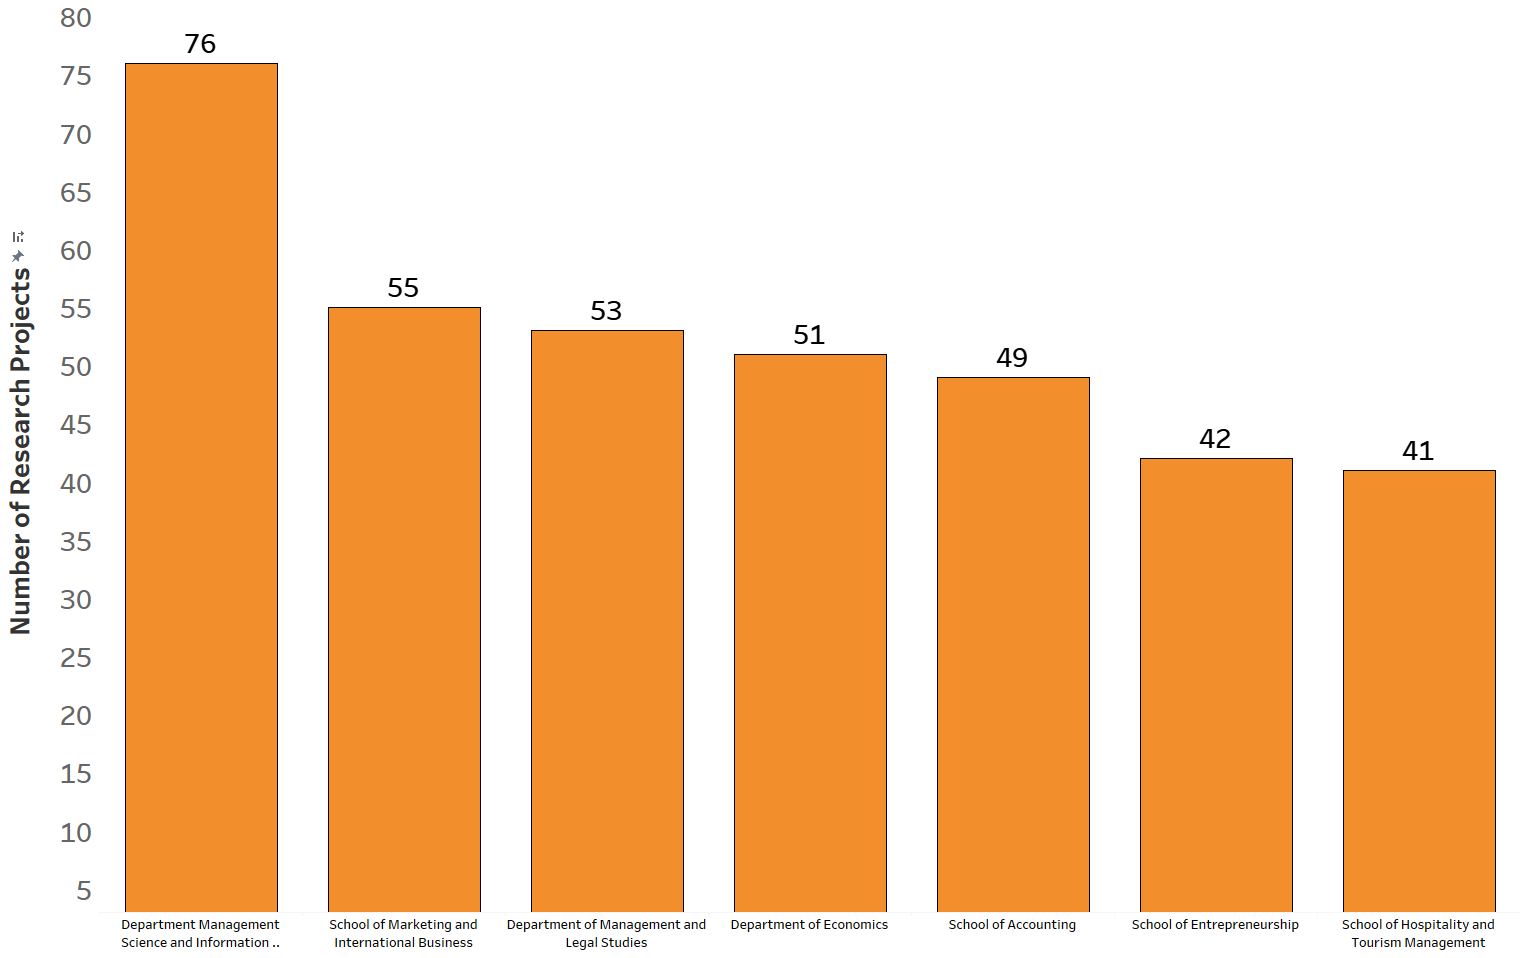 80
75
70
65
60
55
50
45
40
35
30
25
20
15
10
5
Number of Research Projects
76
55
53
51
49
42
41
Department Management
Science and Information ..
School of Marketing and
International Business
Department of Management and
Legal Studies
Department of Economics
School of Accounting
School of Entrepreneurship
School of Hospitality and
Tourism Management